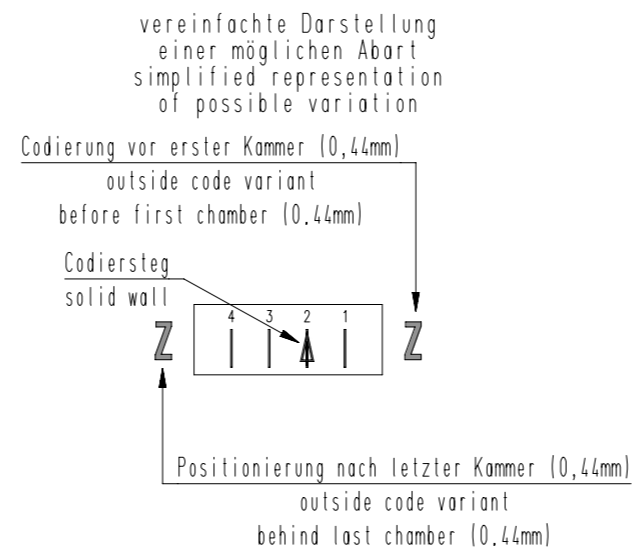 vereinfachte Darstellung
einer möglichen Abart
simplified representation
of possible variation
Codierung vor erster Kammer (0,44mm)
outside code variant
before first chamber (0.44mm)
Codiersteg
solid wall
4 3 2 1
Z Z
Positionierung nach letzter Kammer (0,44mm)
outside code variant
behind last chamber (0.44mm)